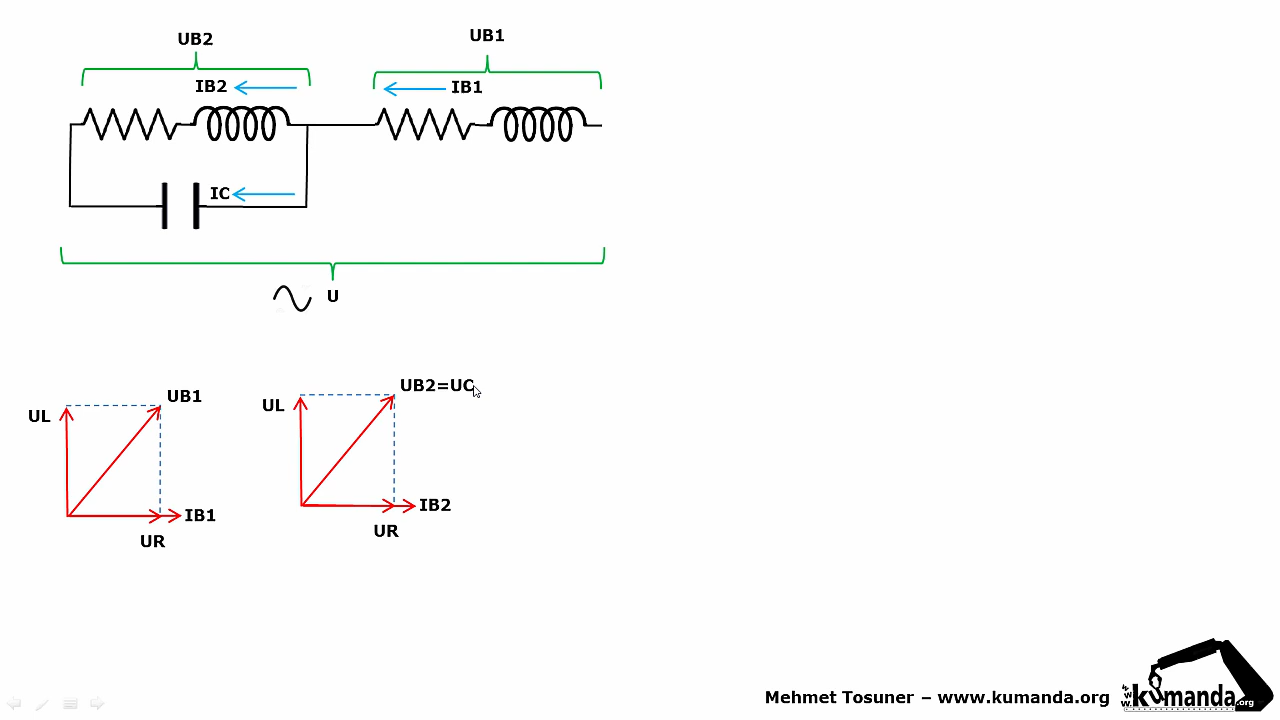 UB2
UB1
IB2
IB1
IC
U
UB1
UL
IB1
UR
UB2=UC
UL
IB2
UR
Mehmet Tosuner – www.kumanda.org
www.kumanda.org